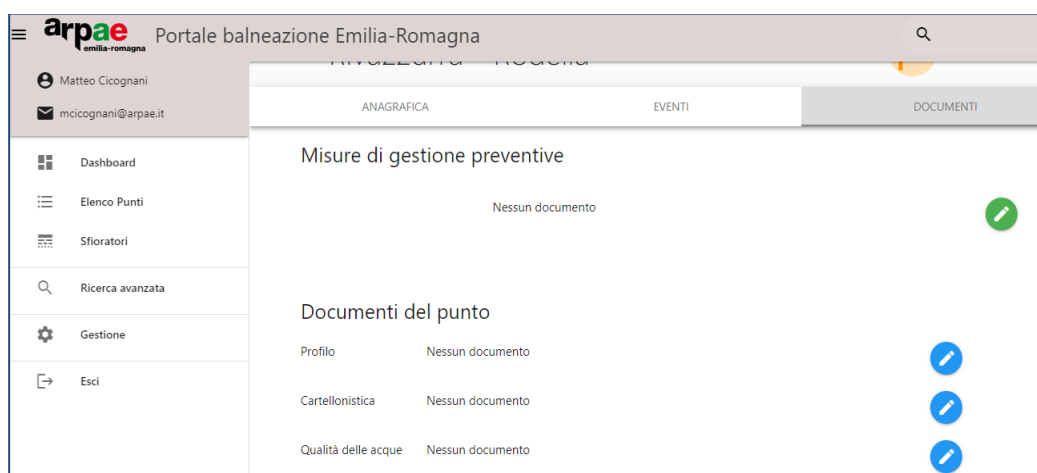 arpae
emilia-romagna
Portale balneazione Emilia-Romagna
Matteo Cicognani
mcicognani@arpae.it
Dashboard
Elenco Punti
Sfioratori
Ricerca avanzata
Gestione
Esci
ANAGRAFICA EVENTI DOCUMENTI
Misure di gestione preventive
Nessun documento
Documenti del punto
Profilo Nessun documento
Cartellonistica Nessun documento
Qualità delle acque Nessun documento